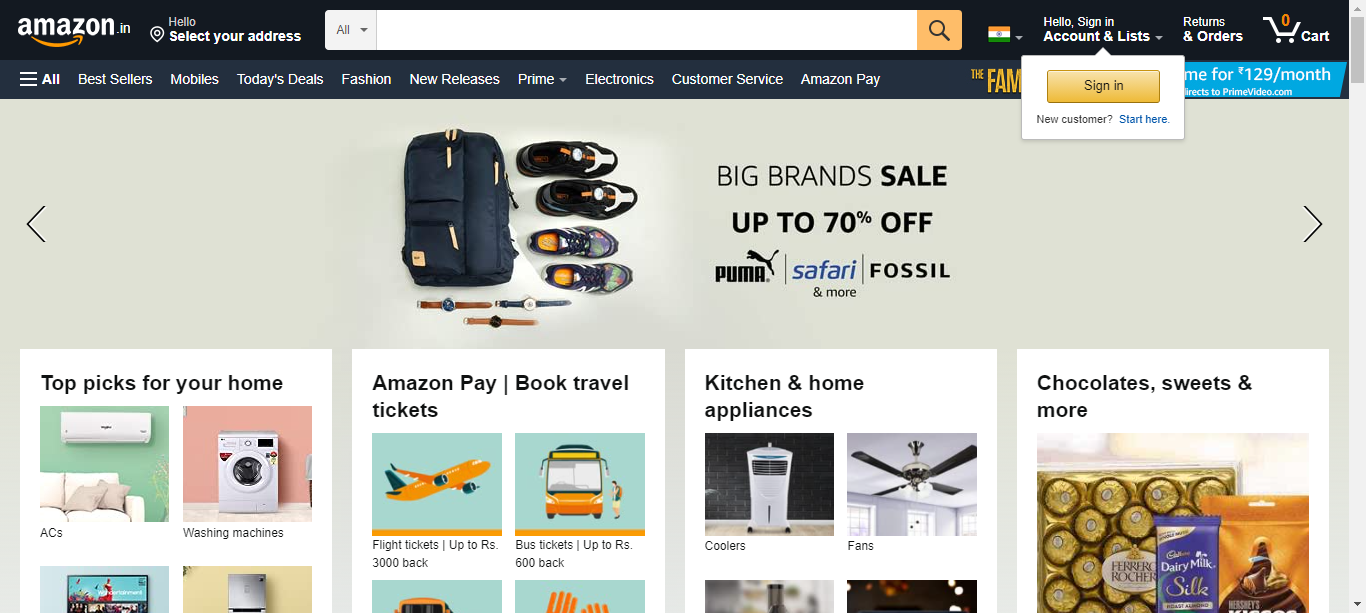 amazon.in
Hello
Select your address
All
Hello, Sign in
Account & Lists
Returns
& Orders
0
Cart
All
Best Sellers
Mobiles
Today's Deals
Fashion
New Releases
Prime
Electronics
Customer Service
Amazon Pay
THE FAM
me for ₹129/month
directs to PrimeVideo.com
Sign in
New customer? Start here.
BIG BRANDS SALE
UP TO 70% OFF
PUMA safari FOSSIL
& more
Top picks for your home
ACs
Washing machines
Amazon Pay | Book travel
tickets
Flight tickets | Up to Rs.
3000 back
Bus tickets | Up to Rs.
600 back
Kitchen & home
appliances
Coolers
Fans
Chocolates, sweets &
more
FERRERO
ROCHER
Cadbury
Dairy Milk
Silk
ROAST ALMOND
HERSHEY'S
KISSES